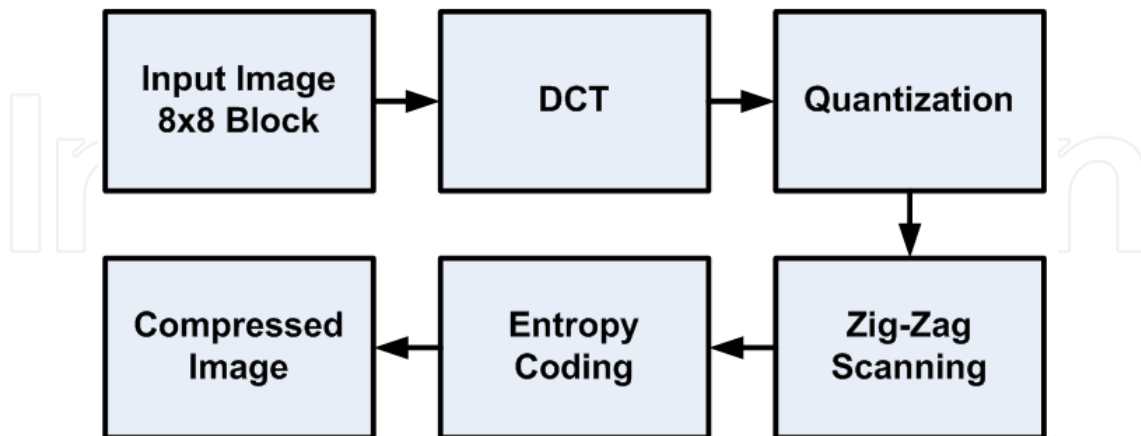 Input Image
8x8 Block
DCT
Quantization
Zig-Zag
Scanning
Entropy
Coding
Compressed
Image